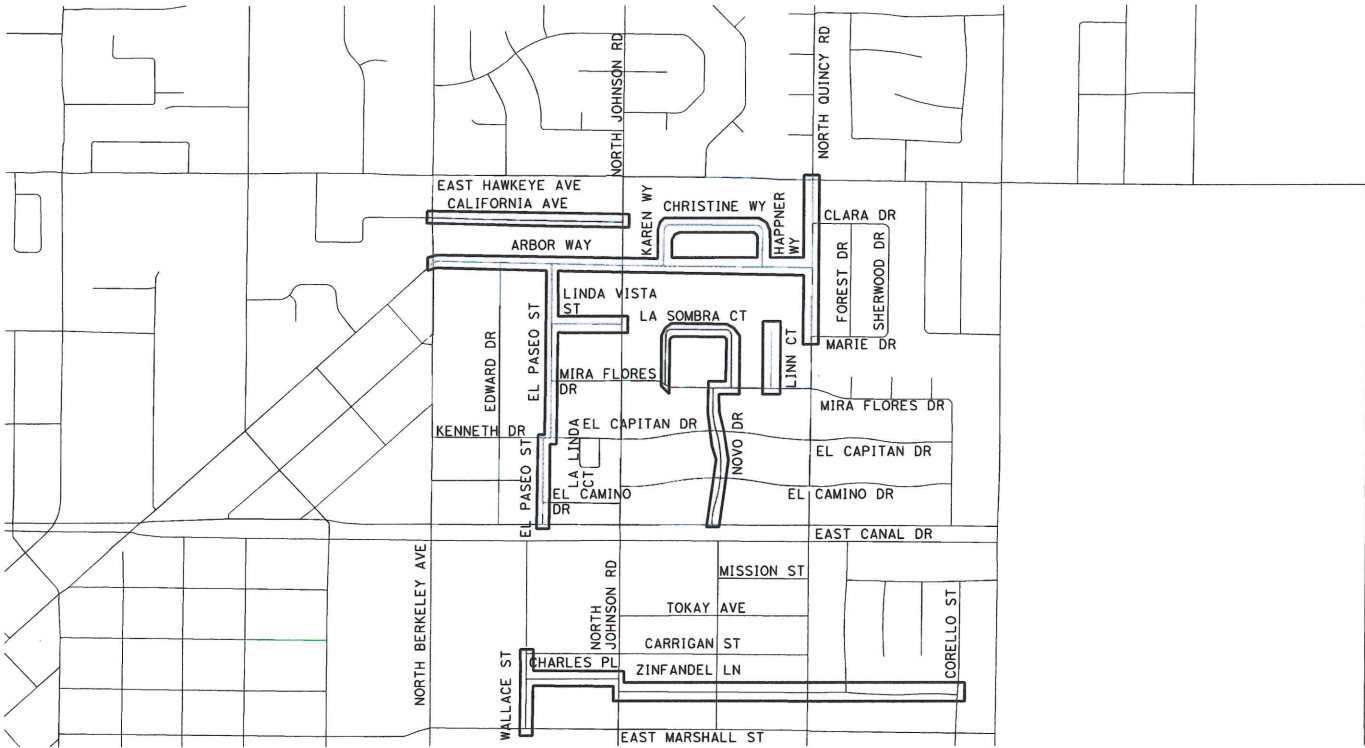 NORTH JOHNSON RD
NORTH QUINCY RD
EAST HAWKEYE AVE
CALIFORNIA AVE
KAREN WY
CHRISTINE WY
HAPPNER
WY
CLARA DR
ARBOR WAY
FOREST DR
SHERWOOD DR
LINDA VISTA
ST
LA SOMBRA CT
EDWARD DR
EL PASEO ST
LINN CT
MARIE DR
MIRA FLORES
DR
MIRA FLORES DR
KENNETH DR
EL CAPITAN DR
EL CAPITAN DR
LA LINDA
CT
NOVO DR
EL PASEO ST
EL CAMINO
DR
EL CAMINO DR
EAST CANAL DR
NORTH BERKELEY AVE
NORTH
JOHNSON RD
MISSION ST
TOKAY AVE
CARRIGAN ST
CORELLO ST
WALLACE ST
CHARLES PL
ZINFANDEL LN
EAST MARSHALL ST